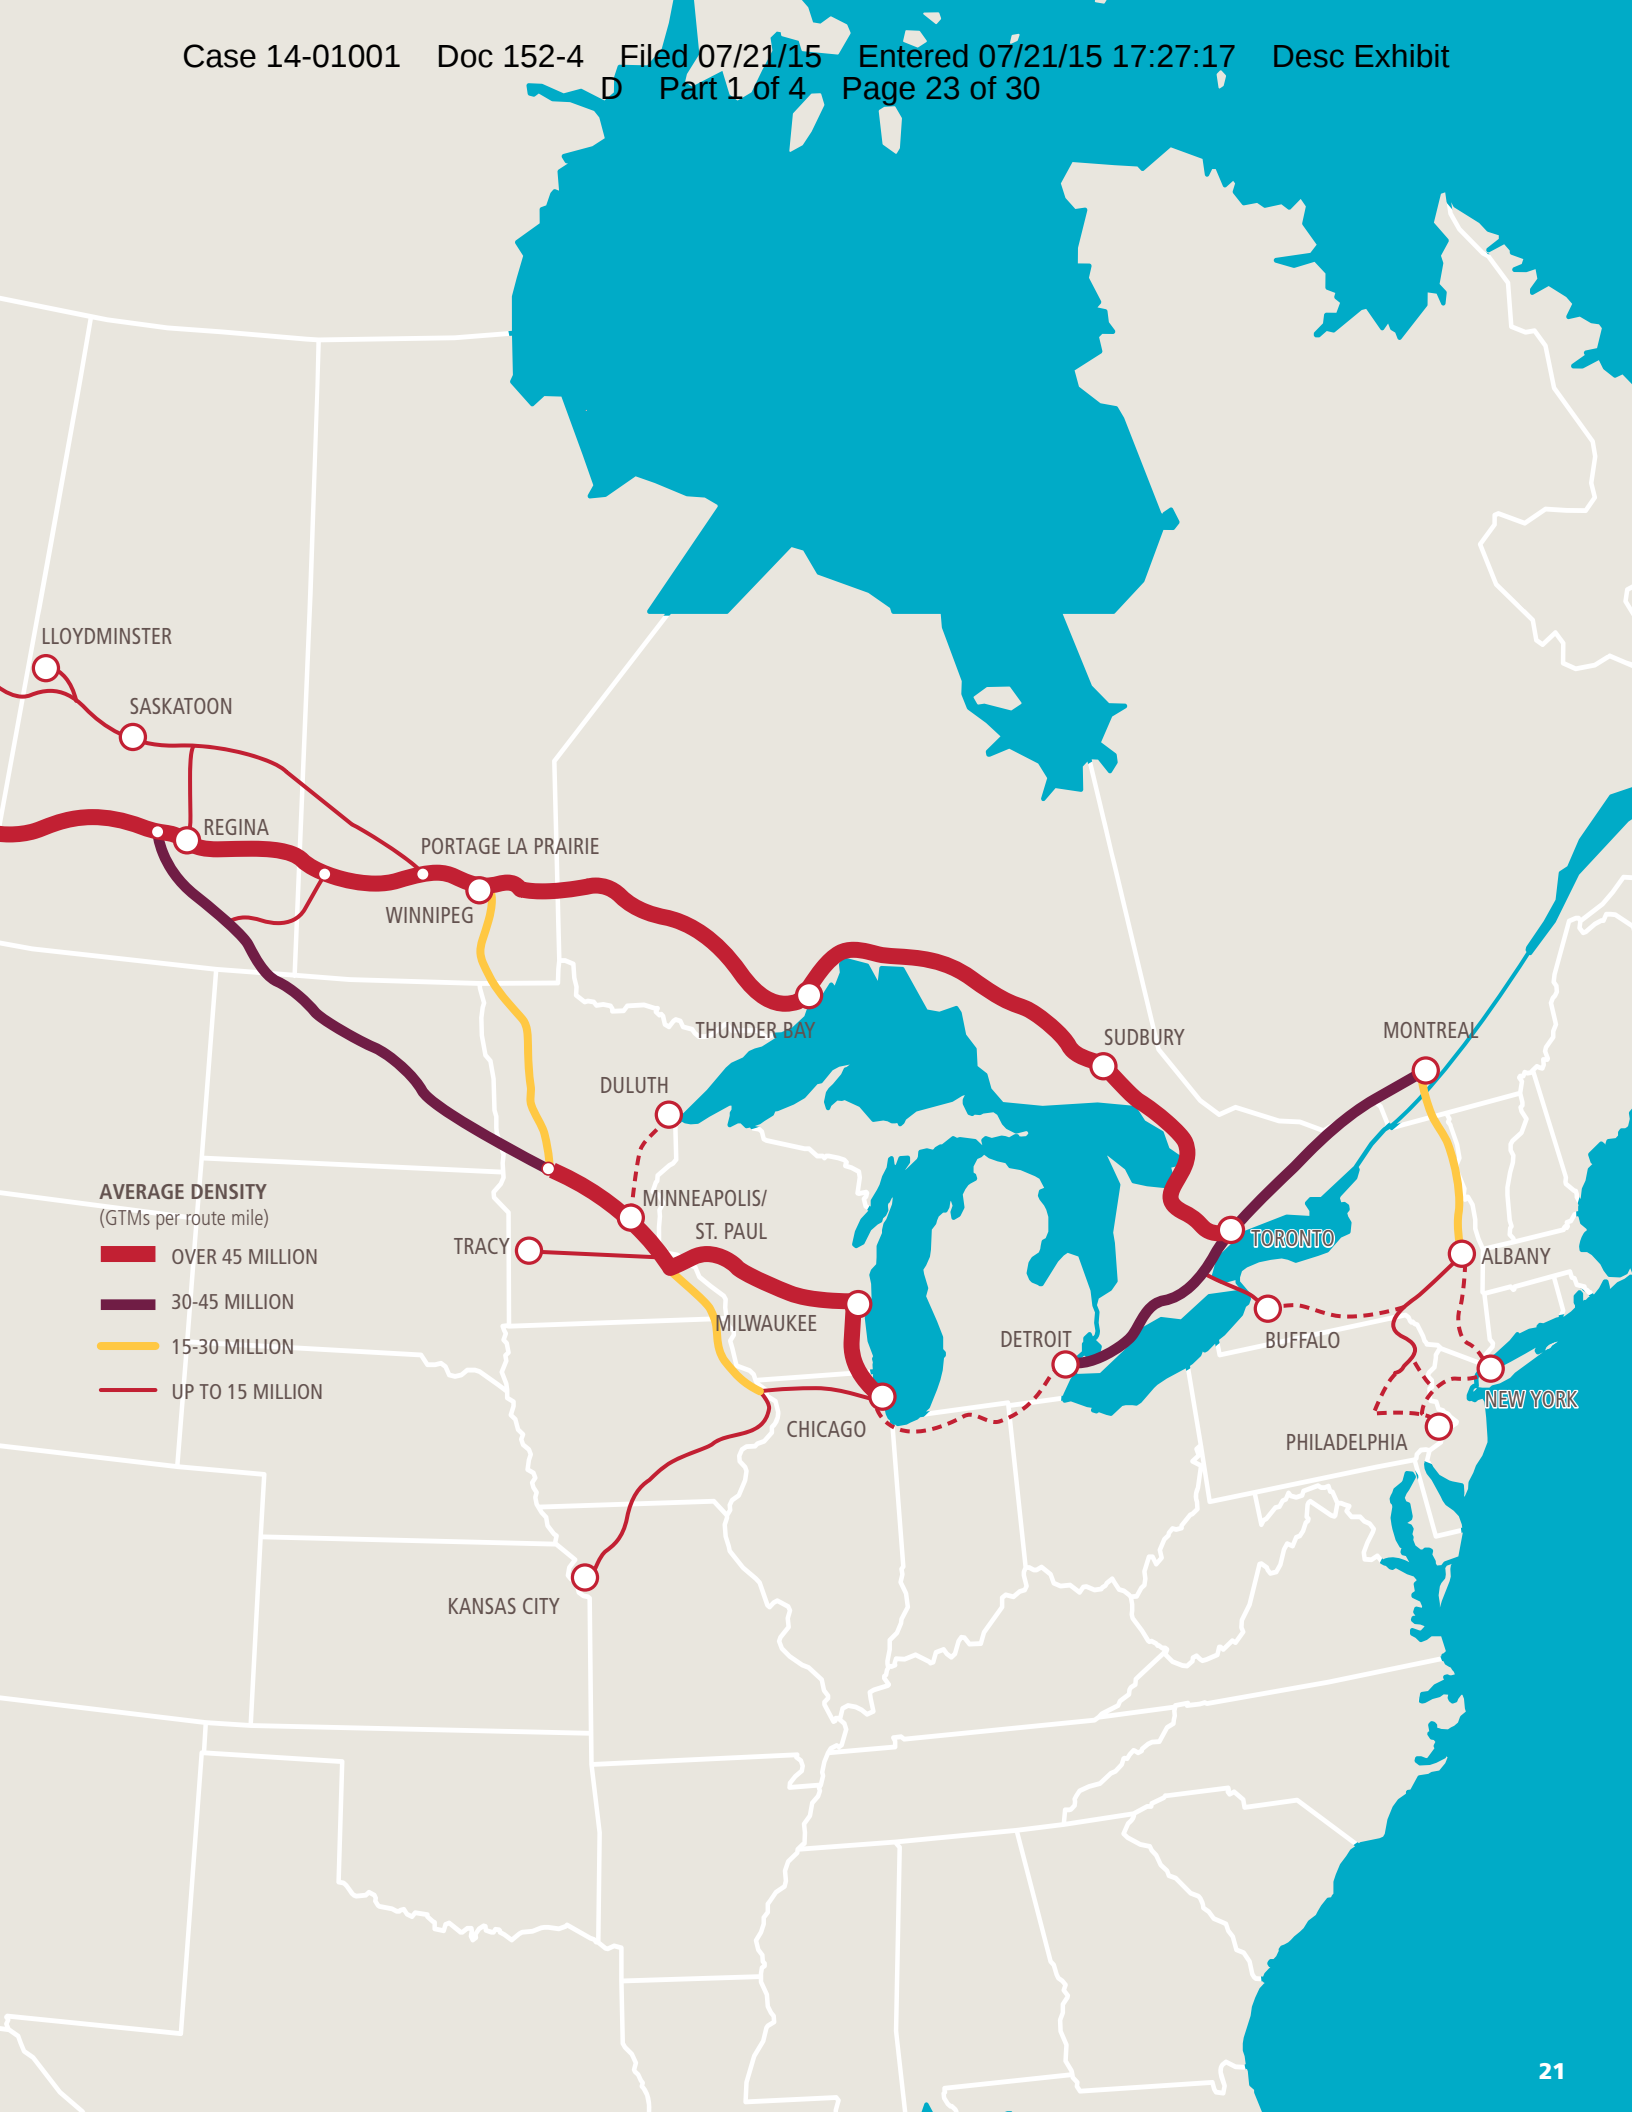 Case 14-01001 Doc 152-4 Filed 07/21/15 Entered 07/21/15 17:27:17 Desc Exhibit
D Part 1 of 4 Page 23 of 30
LLOYDMINSTER
SASKATOON
REGINA
PORTAGE LA PRAIRIE
WINNIPEG
THUNDER BAY
SUDBURY
MONTREAL
DULUTH
MINNEAPOLIS/
ST. PAUL
TRACY
TORONTO
ALBANY
MILWAUKEE
DETROIT
BUFFALO
NEW YORK
CHICAGO
PHILADELPHIA
KANSAS CITY
AVERAGE DENSITY
(GTMs per route mile)
OVER 45 MILLION
30-45 MILLION
15-30 MILLION
UP TO 15 MILLION
21